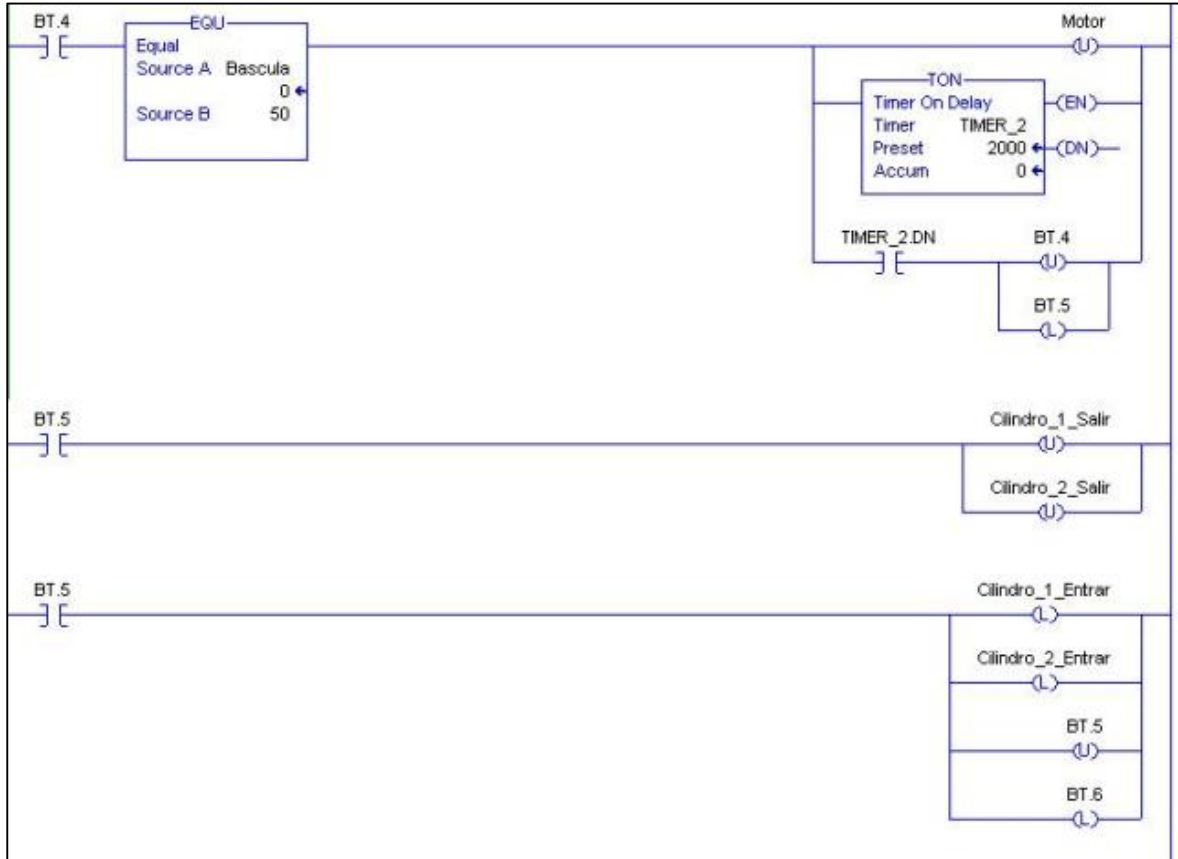 BT.4
EQU
Equal
Source A Bascula
0
Source B 50
Motor
U
TON
Timer On Delay
Timer TIMER_2
Preset 2000
Accum 0
EN
DN
TIMER_2.DN
BT.4
U
BT.5
L
BT.5
Cilindro_1_Salir
U
Cilindro_2_Salir
U
BT.5
Cilindro_1_Entrar
L
Cilindro_2_Entrar
L
BT.5
U
BT.6
L